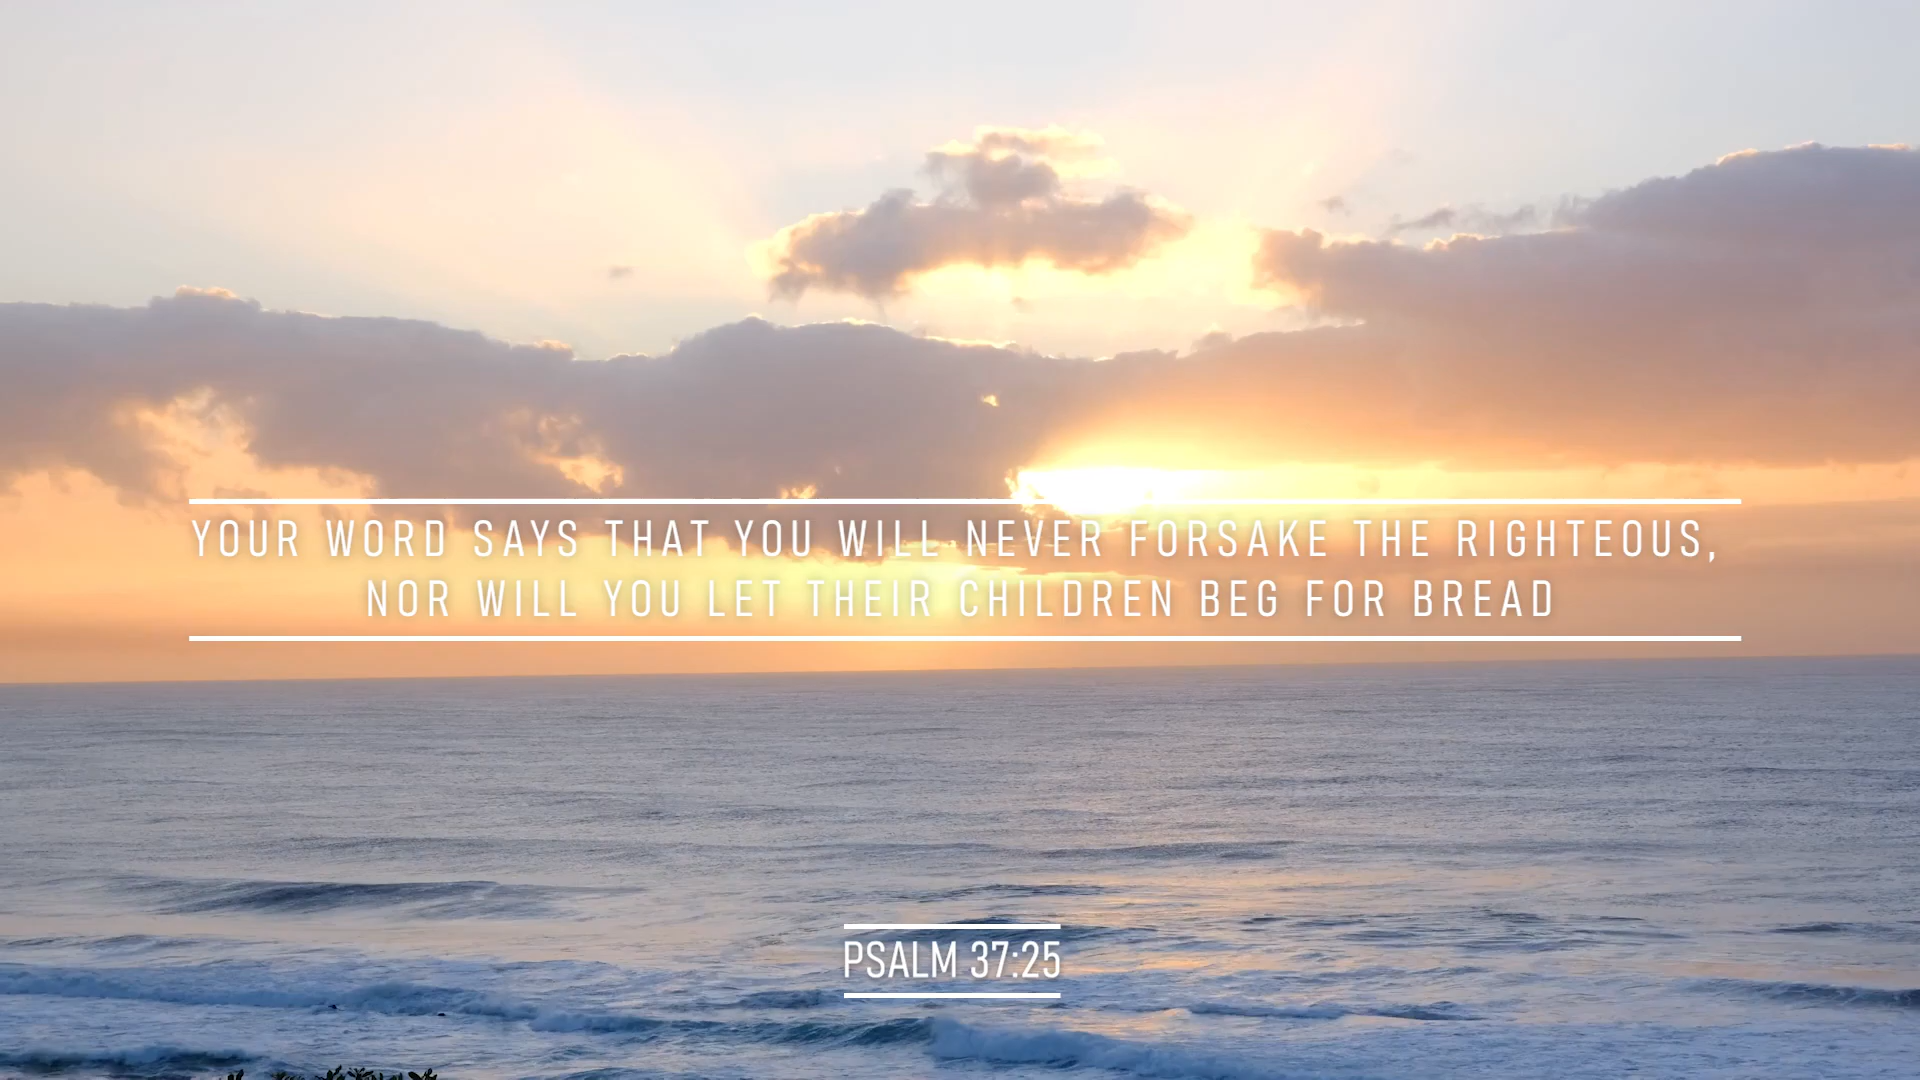 YOUR WORD SAYS THAT YOU WILL NEVER FORSAKE THE RIGHTEOUS,
NOR WILL YOU LET THEIR CHILDREN BEG FOR BREAD
PSALM 37:25